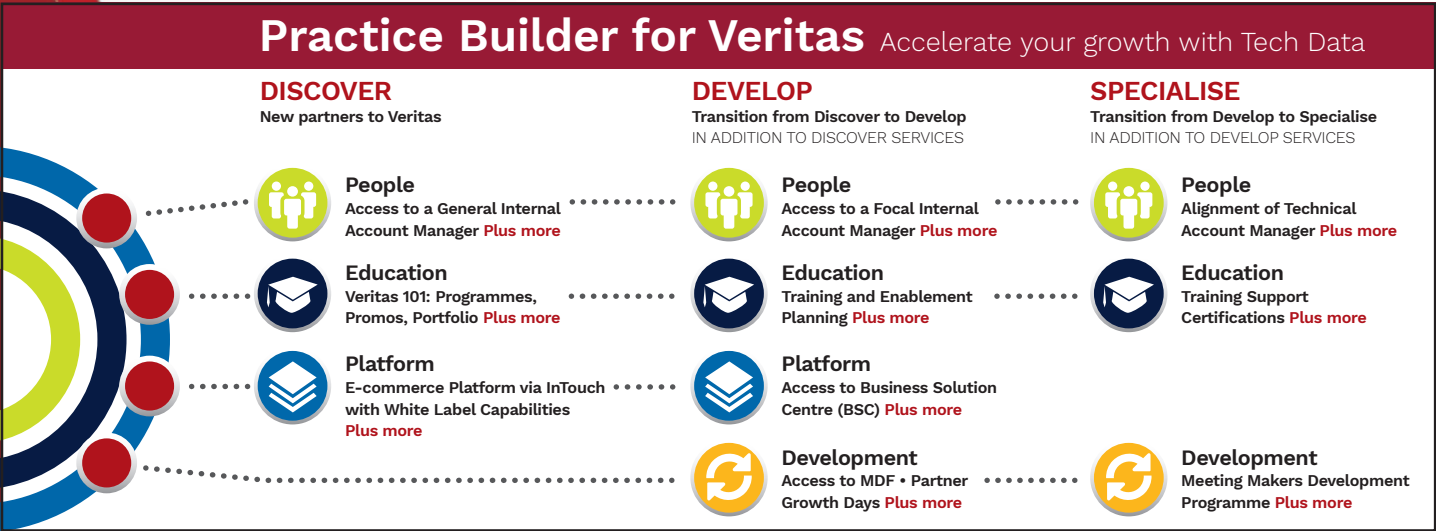 Practice Builder for Veritas Accelerate your growth with Tech Data
DISCOVER
New partners to Veritas
People
Access to a General Internal
Account Manager Plus more
Education
Veritas 101: Programmes,
Promos, Portfolio Plus more
Platform
E-commerce Platform via InTouch
with White Label Capabilities
Plus more
DEVELOP
Transition from Discover to Develop
IN ADDITION TO DISCOVER SERVICES
People
Access to a Focal Internal
Account Manager Plus more
Education
Training and Enablement
Planning Plus more
Platform
Access to Business Solution
Centre (BSC) Plus more
Development
Access to MDF • Partner
Growth Days Plus more
SPECIALISE
Transition from Develop to Specialise
IN ADDITION TO DEVELOP SERVICES
People
Alignment of Technical
Account Manager Plus more
Education
Training Support
Certifications Plus more
Development
Meeting Makers Development
Programme Plus more